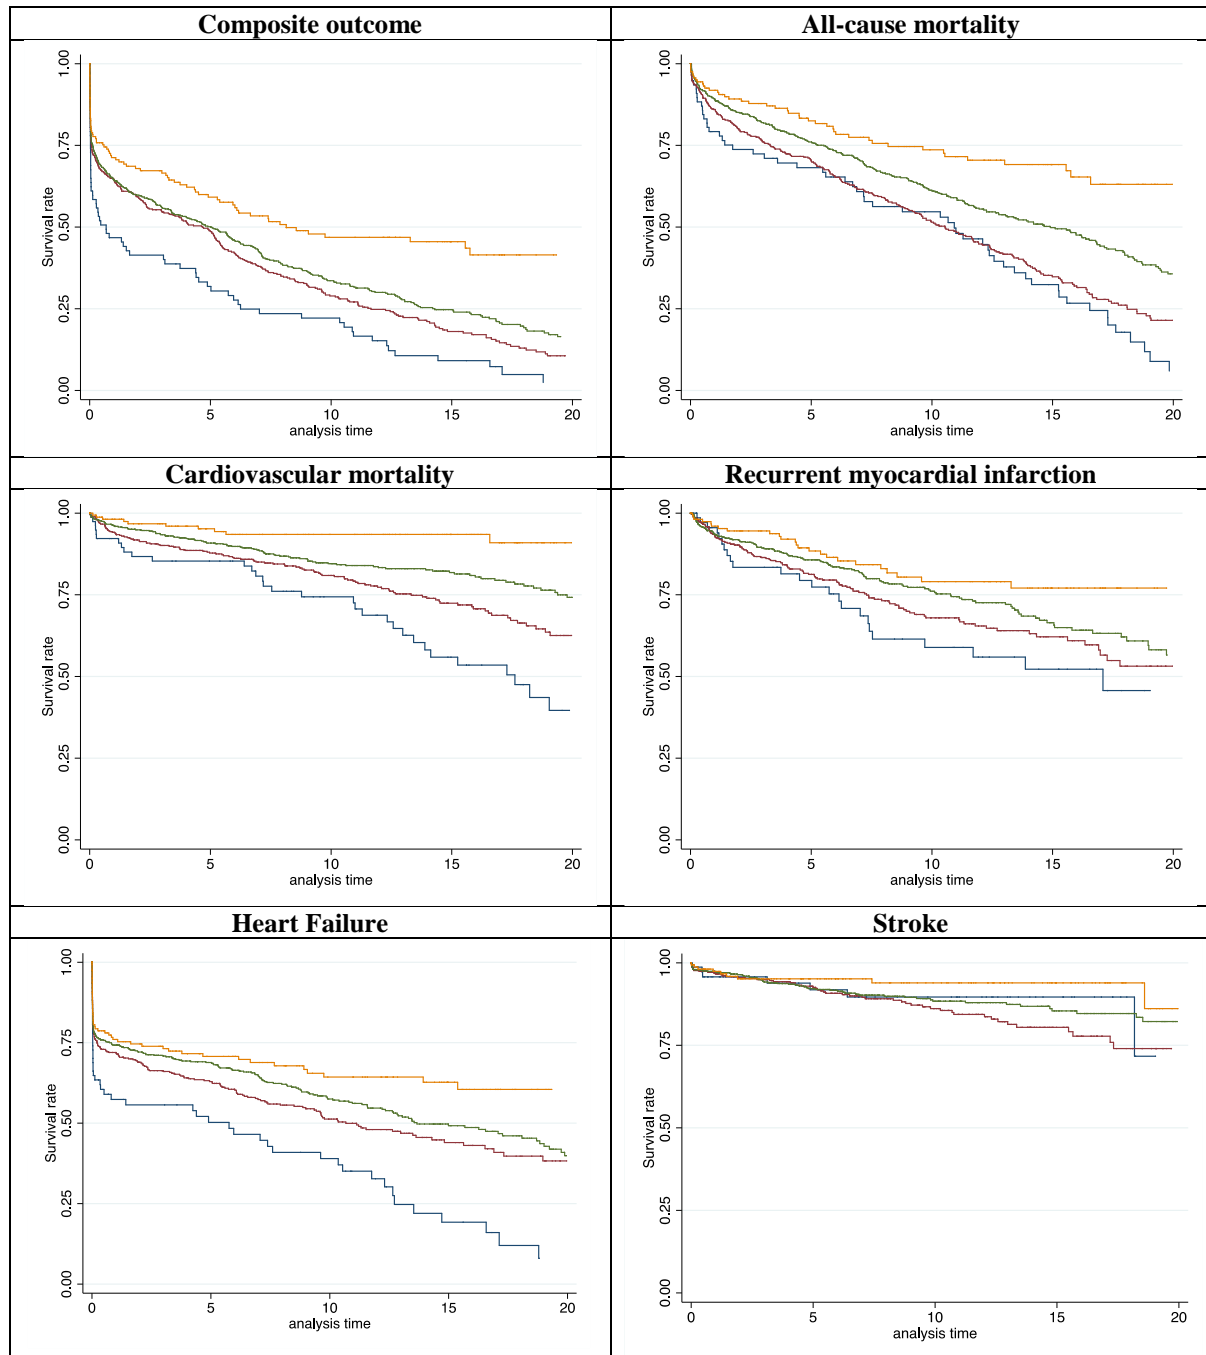 Composite outcome
All-cause mortality
Survival rate
1.00
0.75
0.50
0.25
0.00
0 5 10 15 20
analysis time
Survival rate
1.00
0.75
0.50
0.25
0.00
0 5 10 15 20
analysis time
Cardiovascular mortality
Recurrent myocardial infarction
Survival rate
1.00
0.75
0.50
0.25
0.00
0 5 10 15 20
analysis time
Survival rate
1.00
0.75
0.50
0.25
0.00
0 5 10 15 20
analysis time
Heart Failure
Stroke
Survival rate
1.00
0.75
0.50
0.25
0.00
0 5 10 15 20
analysis time
Survival rate
1.00
0.75
0.50
0.25
0.00
0 5 10 15 20
analysis time